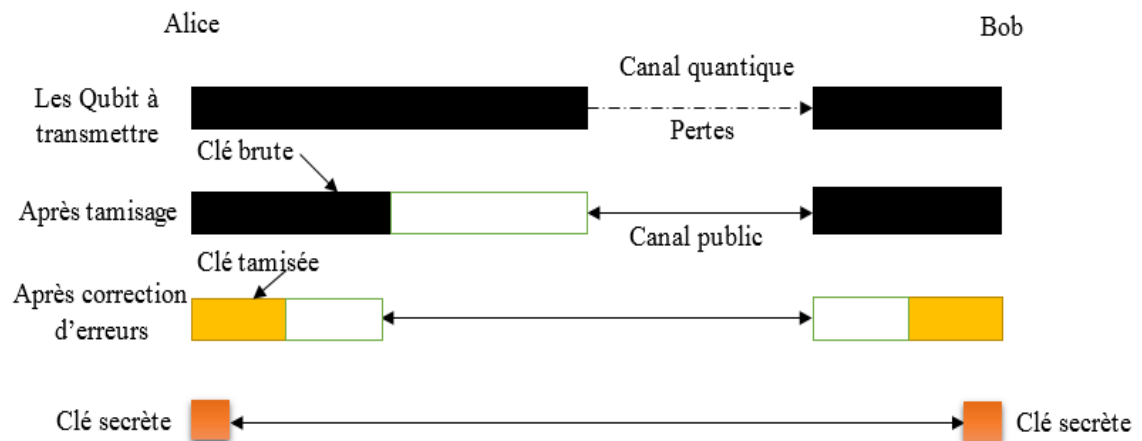 Alice
Bob
Canal quantique
Les Qubit à
transmettre
Pertes
Clé brute
Après tamisage
Canal public
Clé tamisée
Après correction
d’erreurs
Clé secrète
Clé secrète